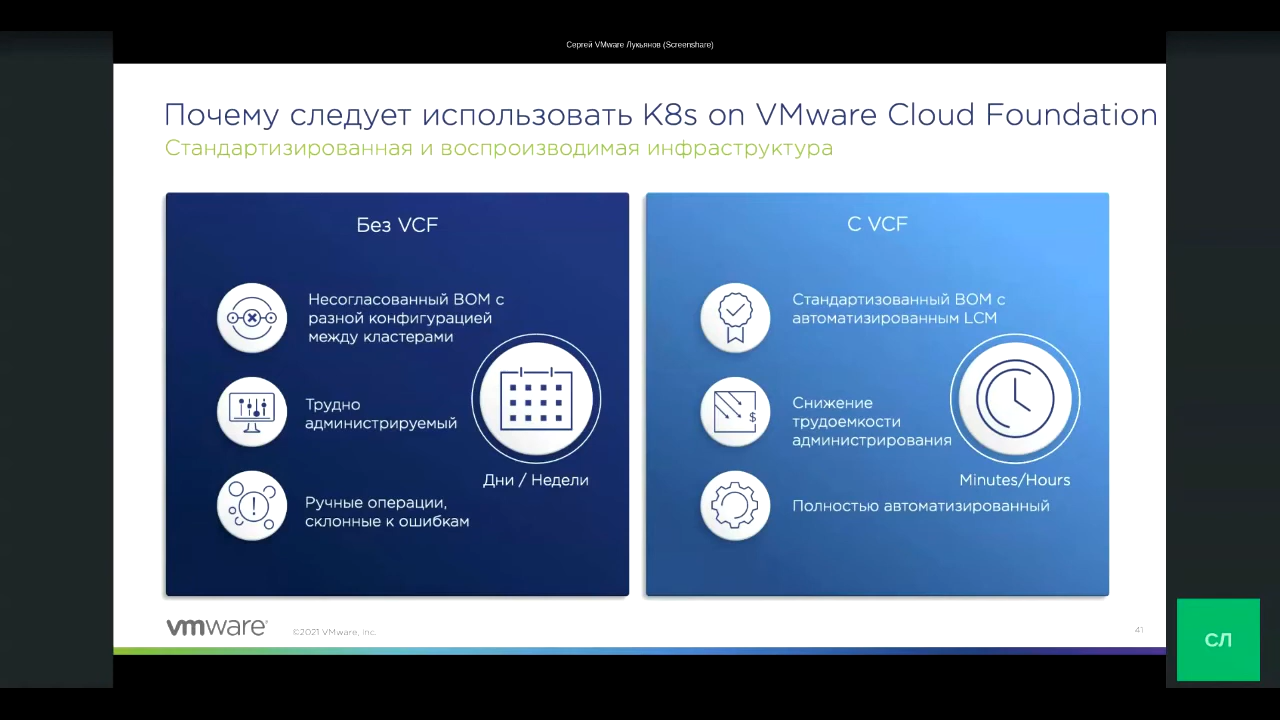 Сергей VMware Лукьянов (Screenshare)
Почему следует использовать K8s on VMware Cloud Foundation
Стандартизированная и воспроизводимая инфраструктура
Без VCF
Несогласованный BOM с
разной конфигурацией
между кластерами
Трудно
администрируемый
Ручные операции,
склонные к ошибкам
Дни / Недели
С VCF
Стандартизованный BOM с
автоматизированным LCM
Снижение
трудоемкости
администрирования
$
Полностью автоматизированный
Minutes/Hours
vmware®
©2021 VMware, Inc.
41
СЛ